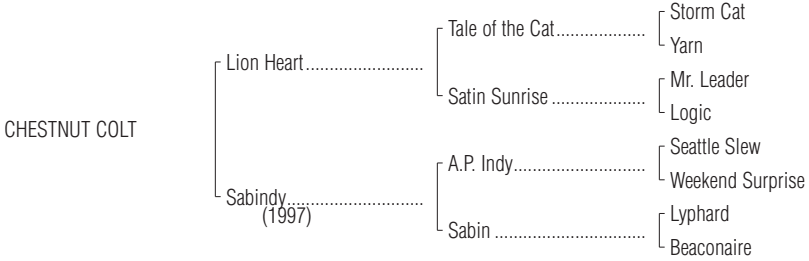 Storm Cat
Tale of the Cat....................
Yarn
Lion Heart..........................
Mr. Leader
Satin Sunrise.....................
Logic
CHESTNUT COLT
Seattle Slew
A.P. Indy.............................
Weekend Surprise
Sabindy..............................
(1997)
Lyphard
Sabin.................................
Beaconaire